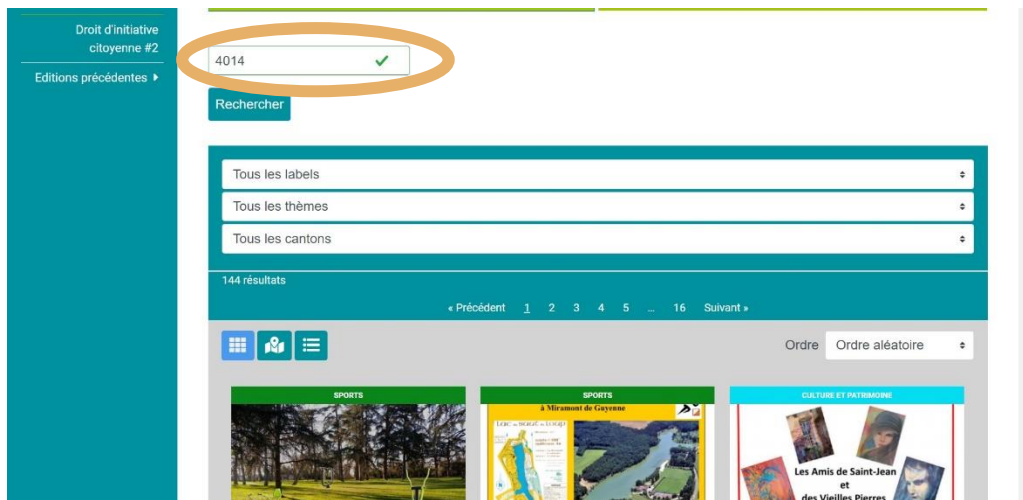 Droit d'initiative
citoyenne #2
Editions précédentes
4014
Rechercher
Tous les labels
Tous les thèmes
Tous les cantons
144 résultats
« Précédent 1 2 3 4 5 ... 16 Suivant »
Ordre Ordre aléatoire
SPORTS
SPORTS
à Miramont de Guyenne
CULTURE ET PATRIMOINE
Les Amis de Saint-Jean
et
des Vieilles Pierres